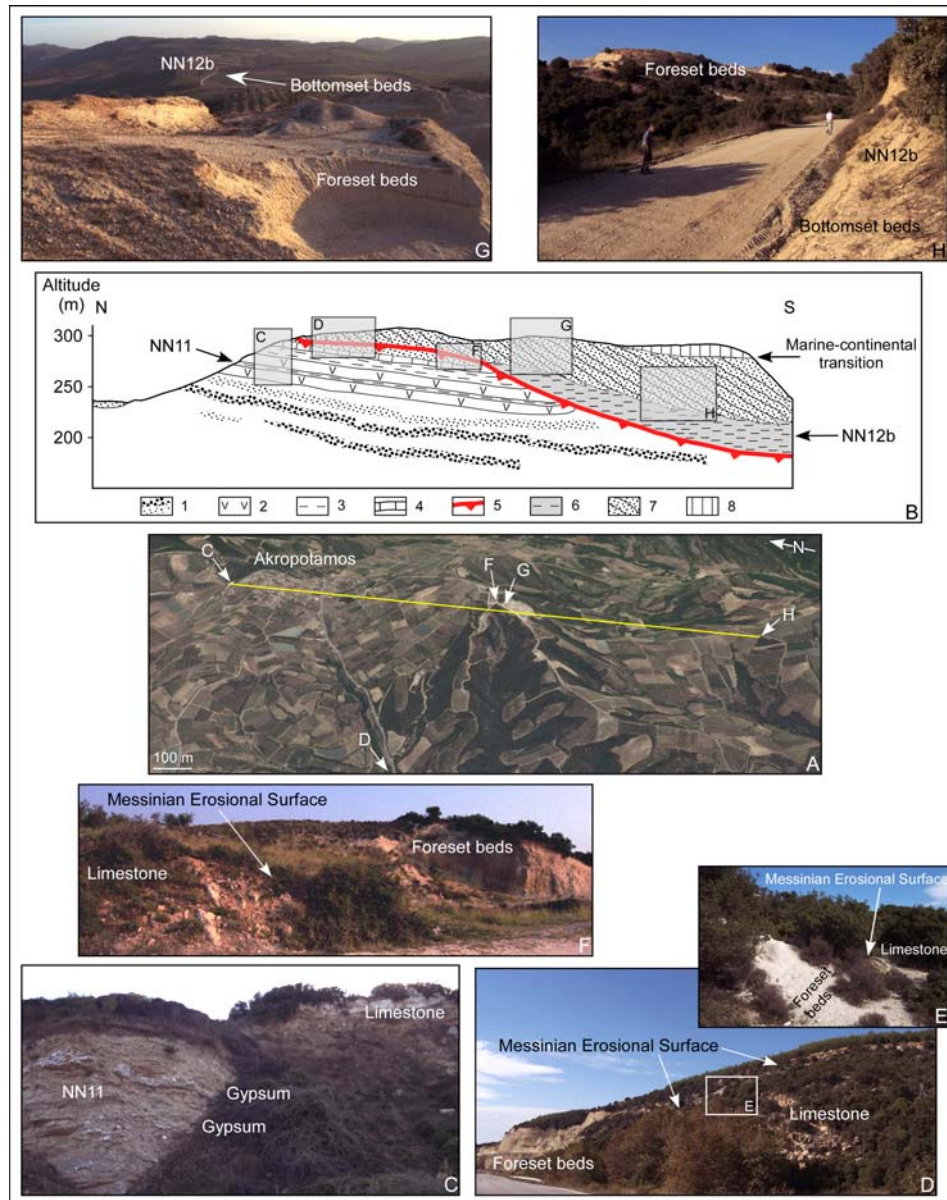 NN12b
Bottomset beds
Foreset beds
G
Foreset beds
NN12b
Bottomset beds
H
Altitude
(m)
N
S
300
250
200
NN11
C
D
F
G
H
Marine-continental
transition
NN12b
1
2
3
4
5
6
7
8
B
C
Akropotamos
F
G
N
H
D
100 m
A
Messinian Erosional Surface
Limestone
Foreset beds
F
Messinian Erosional Surface
Limestone
Foreset
beds
E
Limestone
NN11
Gypsum
Gypsum
C
Messinian Erosional Surface
E
Limestone
Foreset beds
D